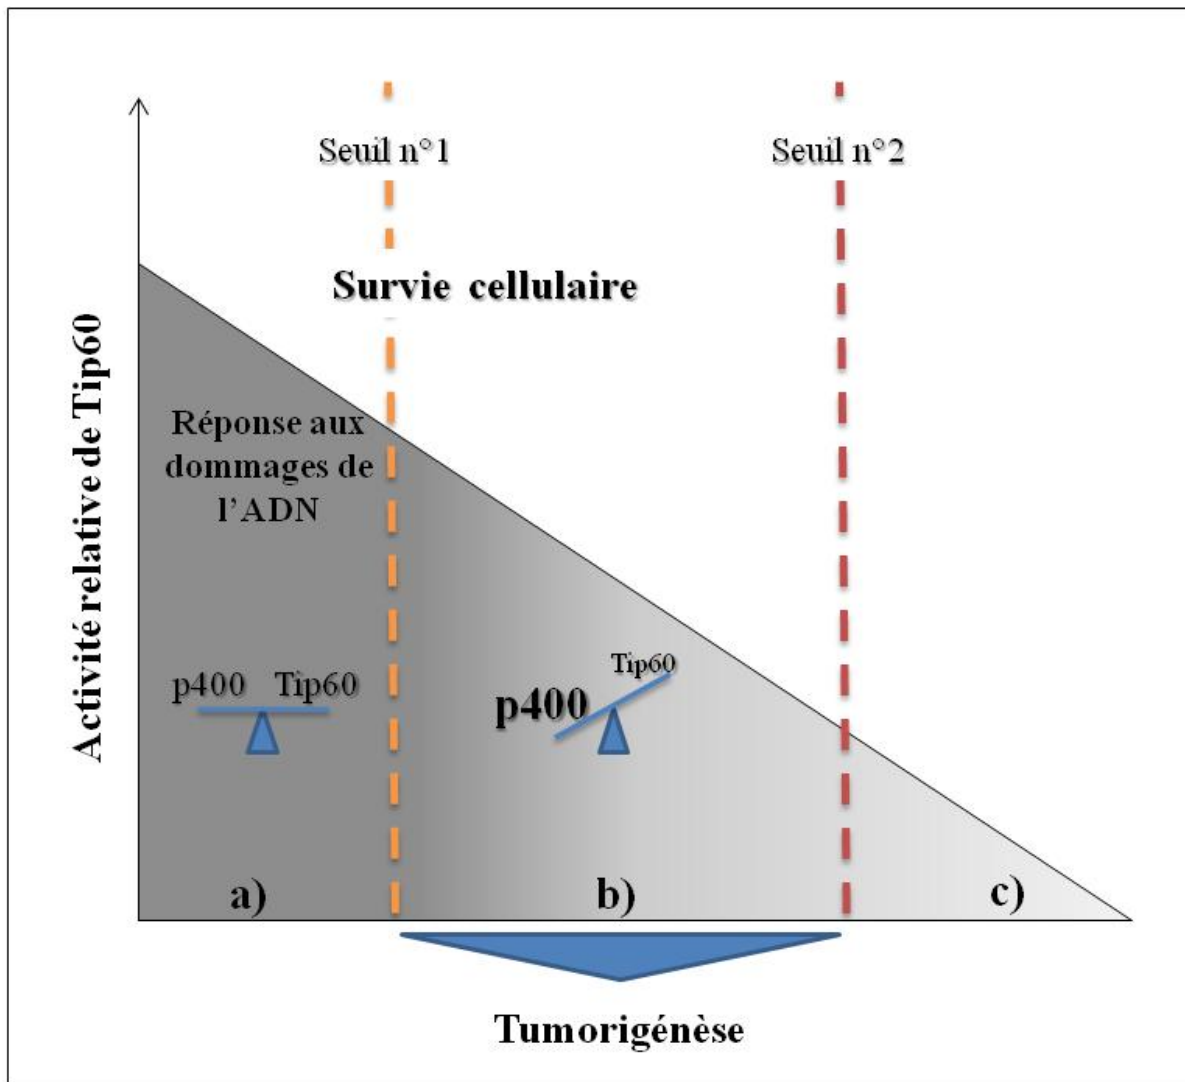 Seuil n°1
Seuil n°2
Survie cellulaire
Activité relative de Tip60
Réponse aux
dommages de
l'ADN
p400 Tip60
p400 Tip60
a)
b)
c)
Tumorigénèse